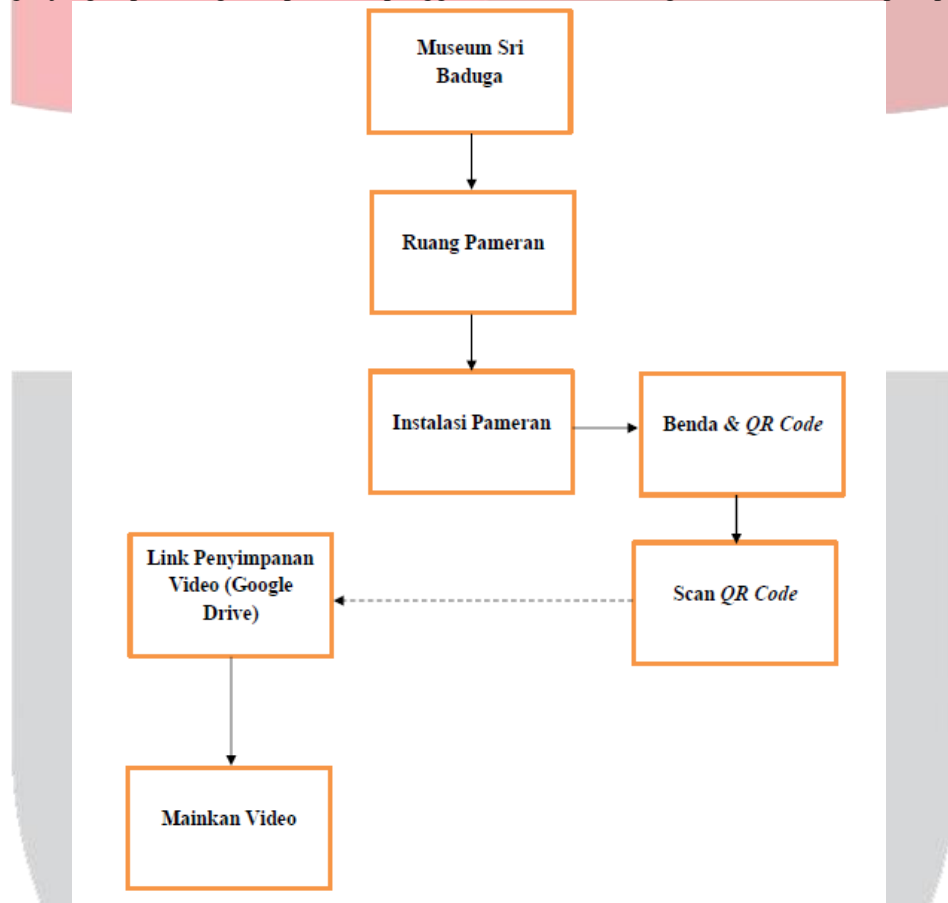 Museum Sri
Baduga
Ruang Pameran
Instalasi Pameran
Benda & QR Code
Link Penyimpanan
Video (Google
Drive)
Scan QR Code
Mainkan Video